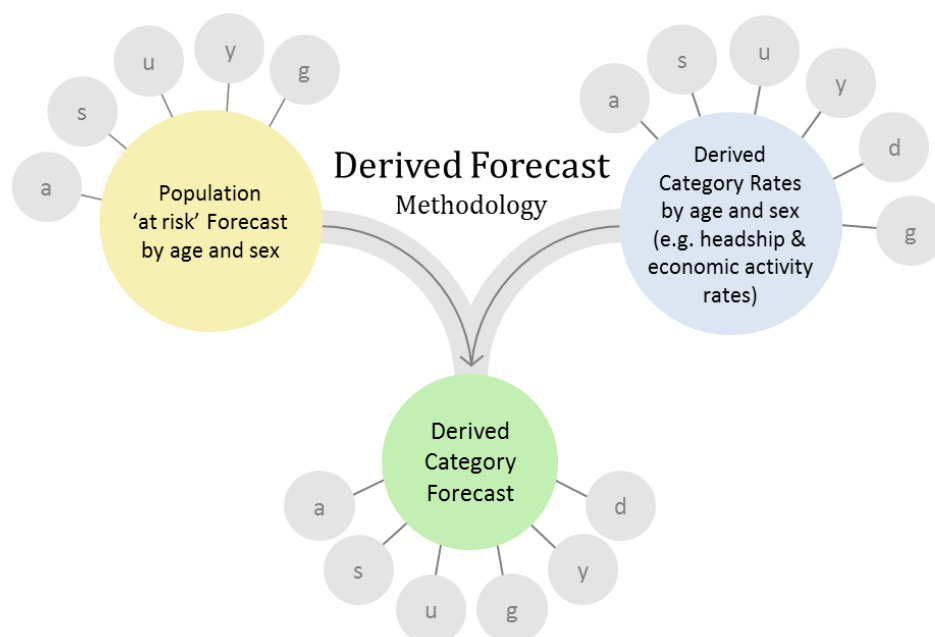 a
s
u
y
g
Population
‘at risk’ Forecast
by age and sex
Derived Forecast
Methodology
a
s
u
y
d
g
Derived
Category Rates
by age and sex
(e.g. headship &
economic activity
rates)
Derived
Category
Forecast
a
s
u
g
y
d